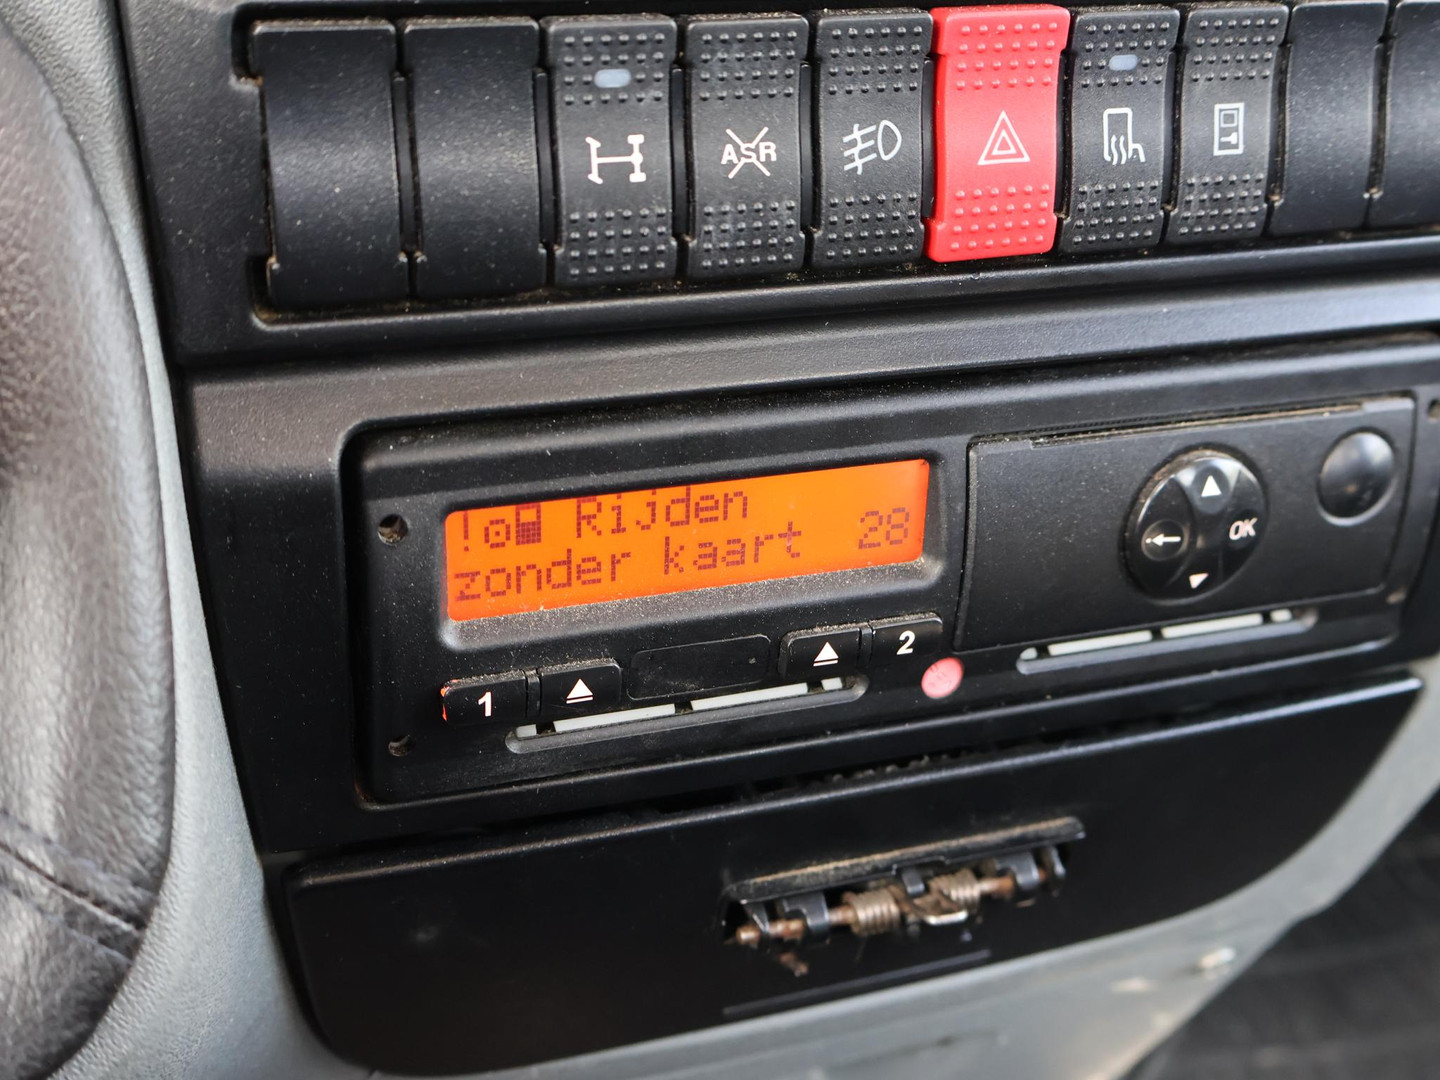 ASR
! Rijden
zonder kaart 28
OK
1
2